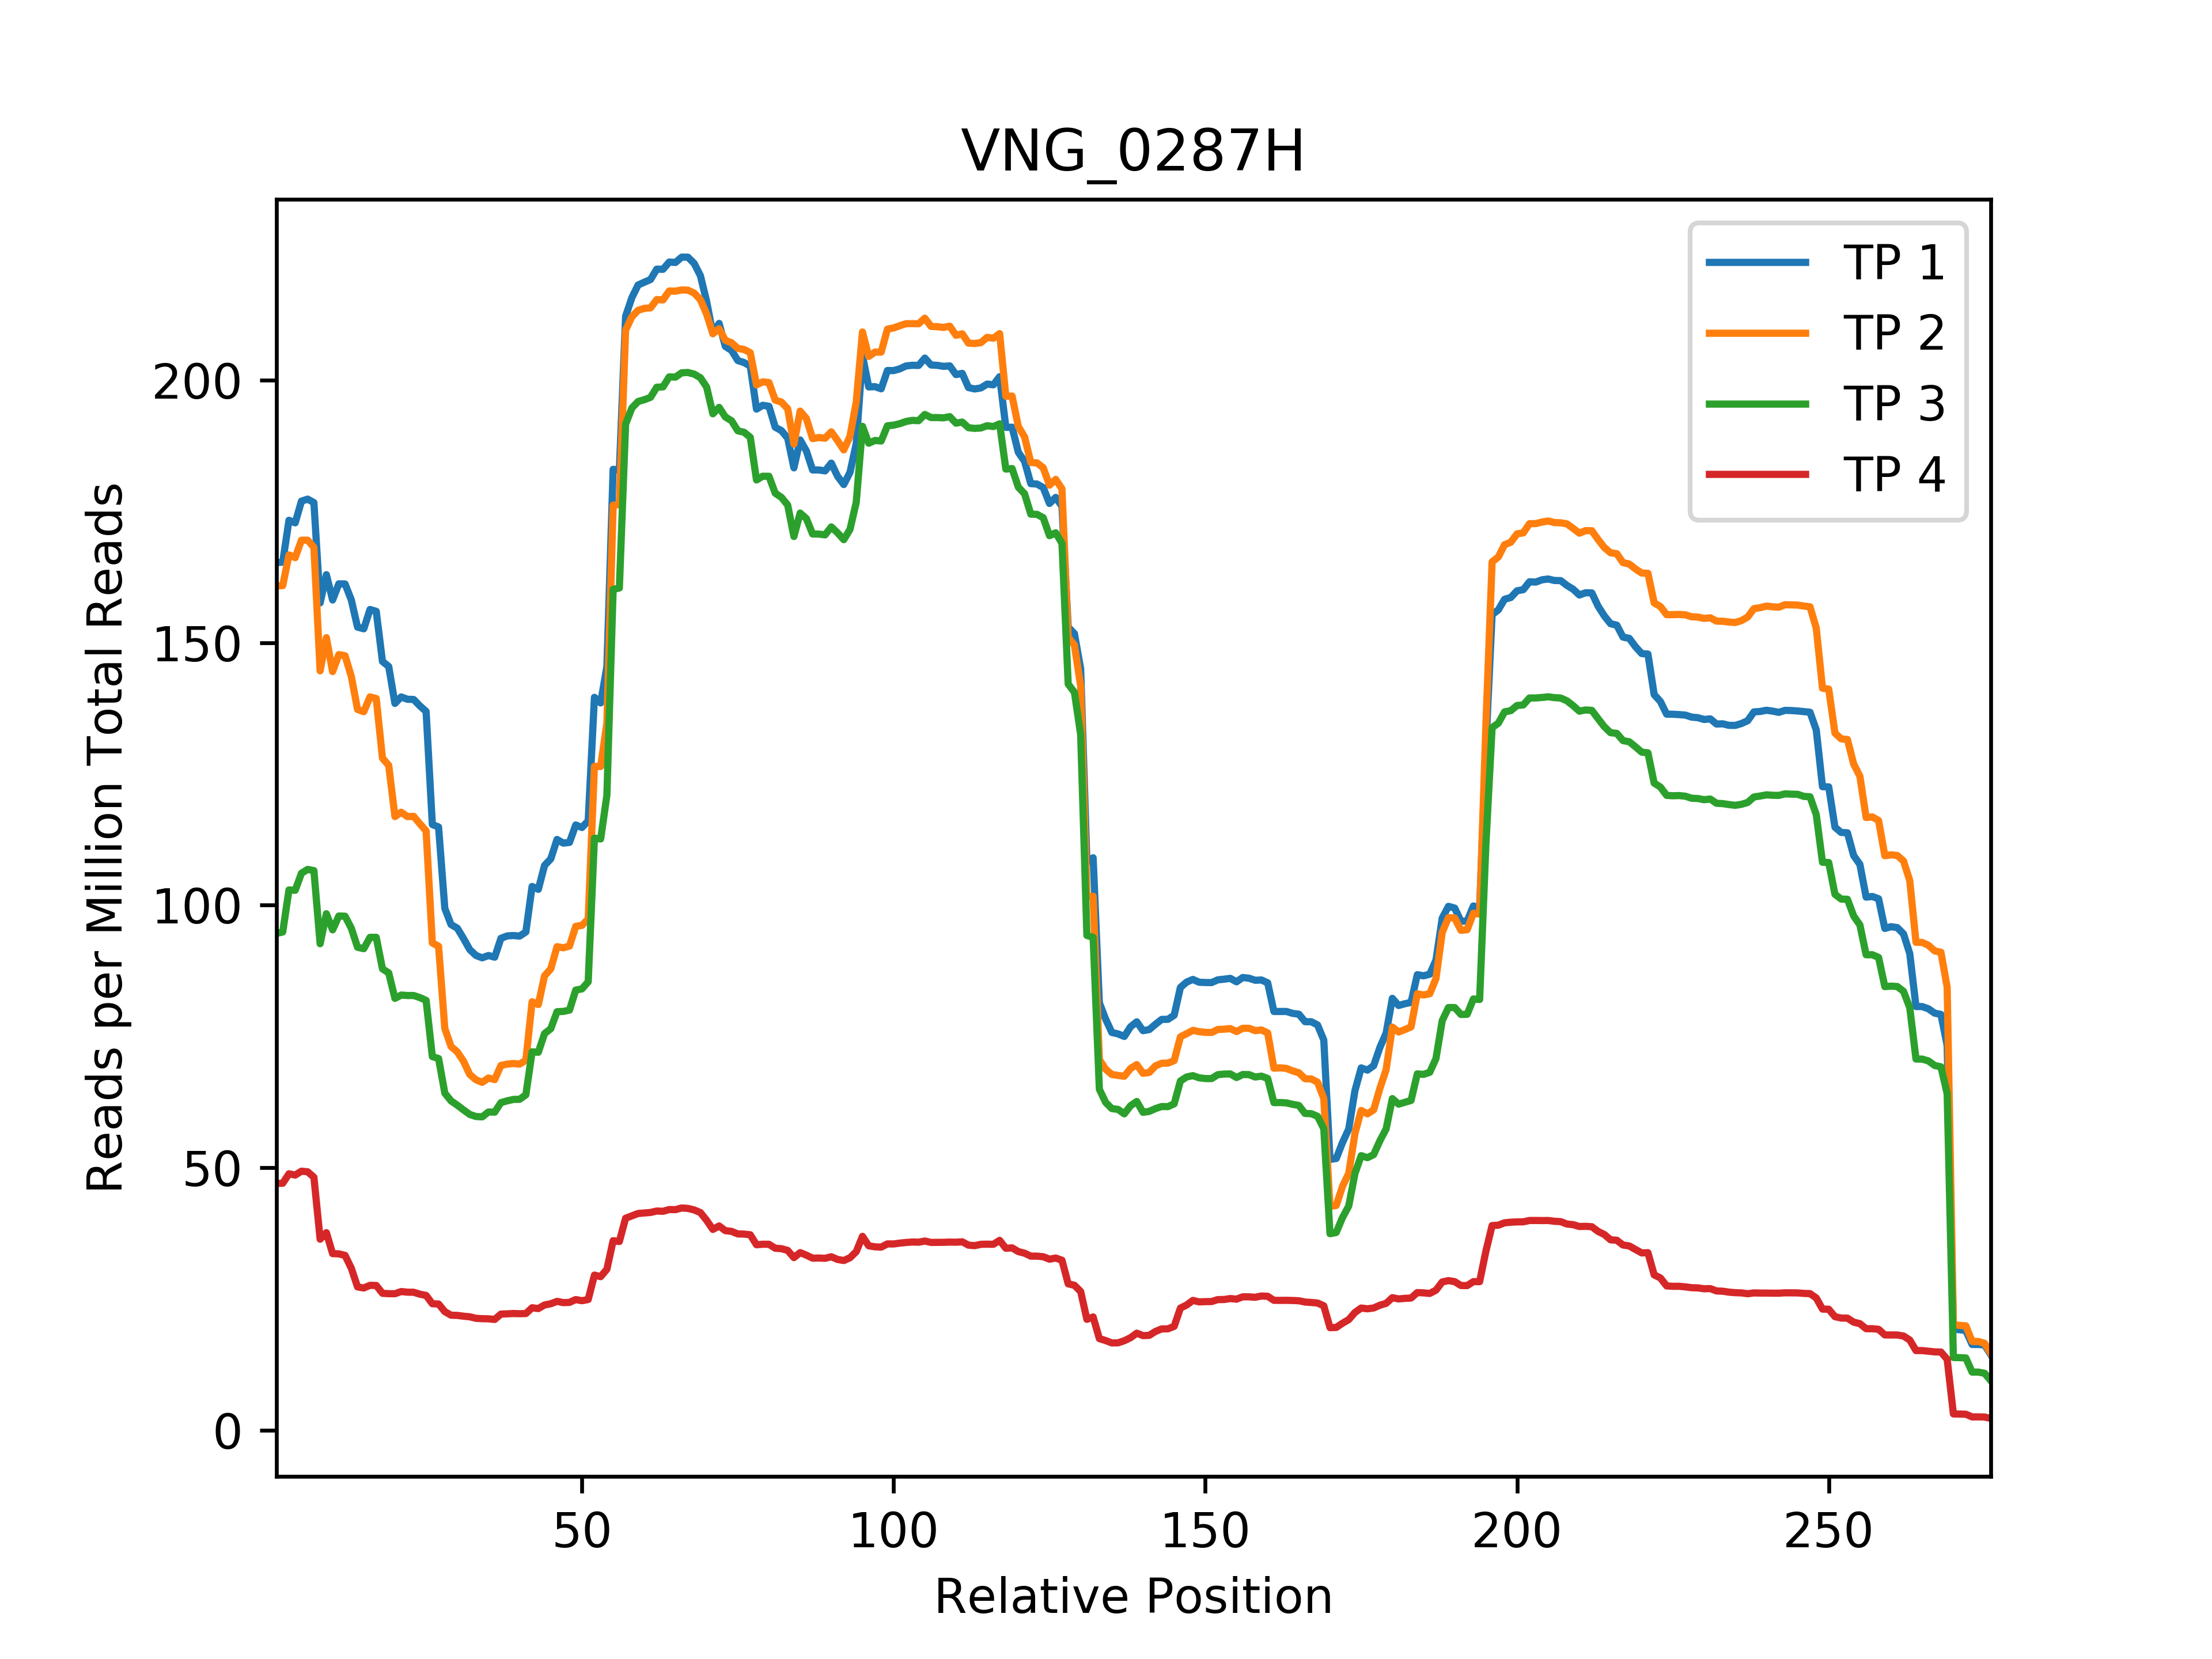 VNG_0287H
TP 1
TP 2
TP 3
TP 4
Reads per Million Total Reads
200
150
100
50
0
50 100 150 200 250
Relative Position